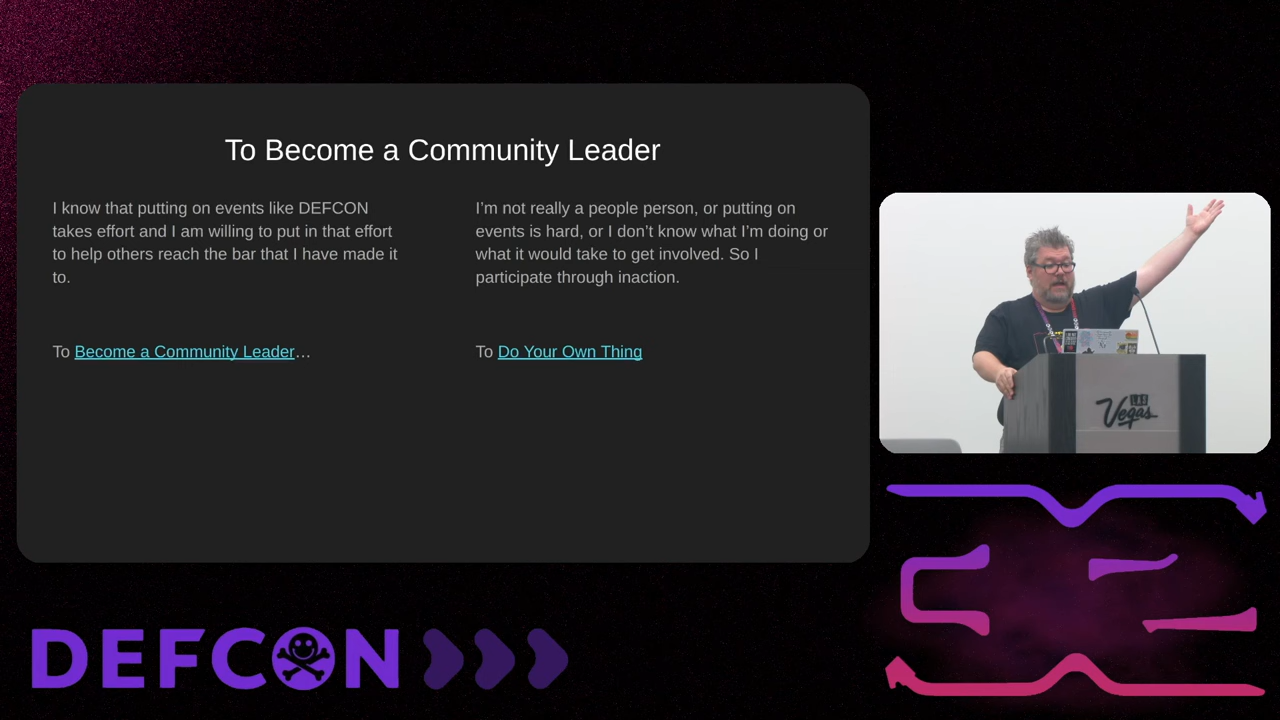 To Become a Community Leader
I know that putting on events like DEFCON
takes effort and I am willing to put in that effort
to help others reach the bar that I have made it
to.
To Become a Community Leader…
I’m not really a people person, or putting on
events is hard, or I don’t know what I’m doing or
what it would take to get involved. So I
participate through inaction.
To Do Your Own Thing
LAS
Vegas
DEFCON